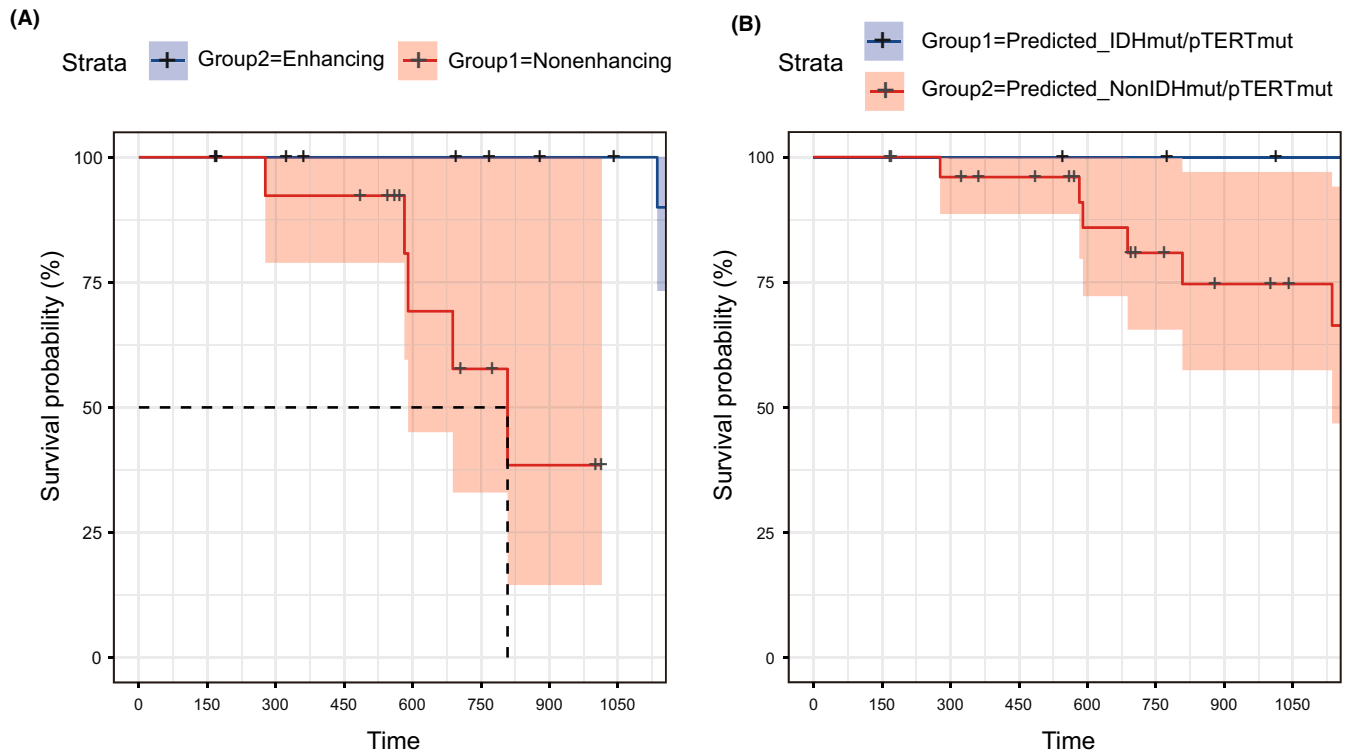 (A)
Strata
Group2=Enhancing
Group1=Nonenhancing
Survival probability (%)
100
75
50
25
0
0 150 300 450 600 750 900 1050
Time
(B)
Strata
Group1=Predicted_IDHmut/pTERTmut
Group2=Predicted_NonIDHmut/pTERTmut
Survival probability (%)
100
75
50
25
0
0 150 300 450 600 750 900 1050
Time